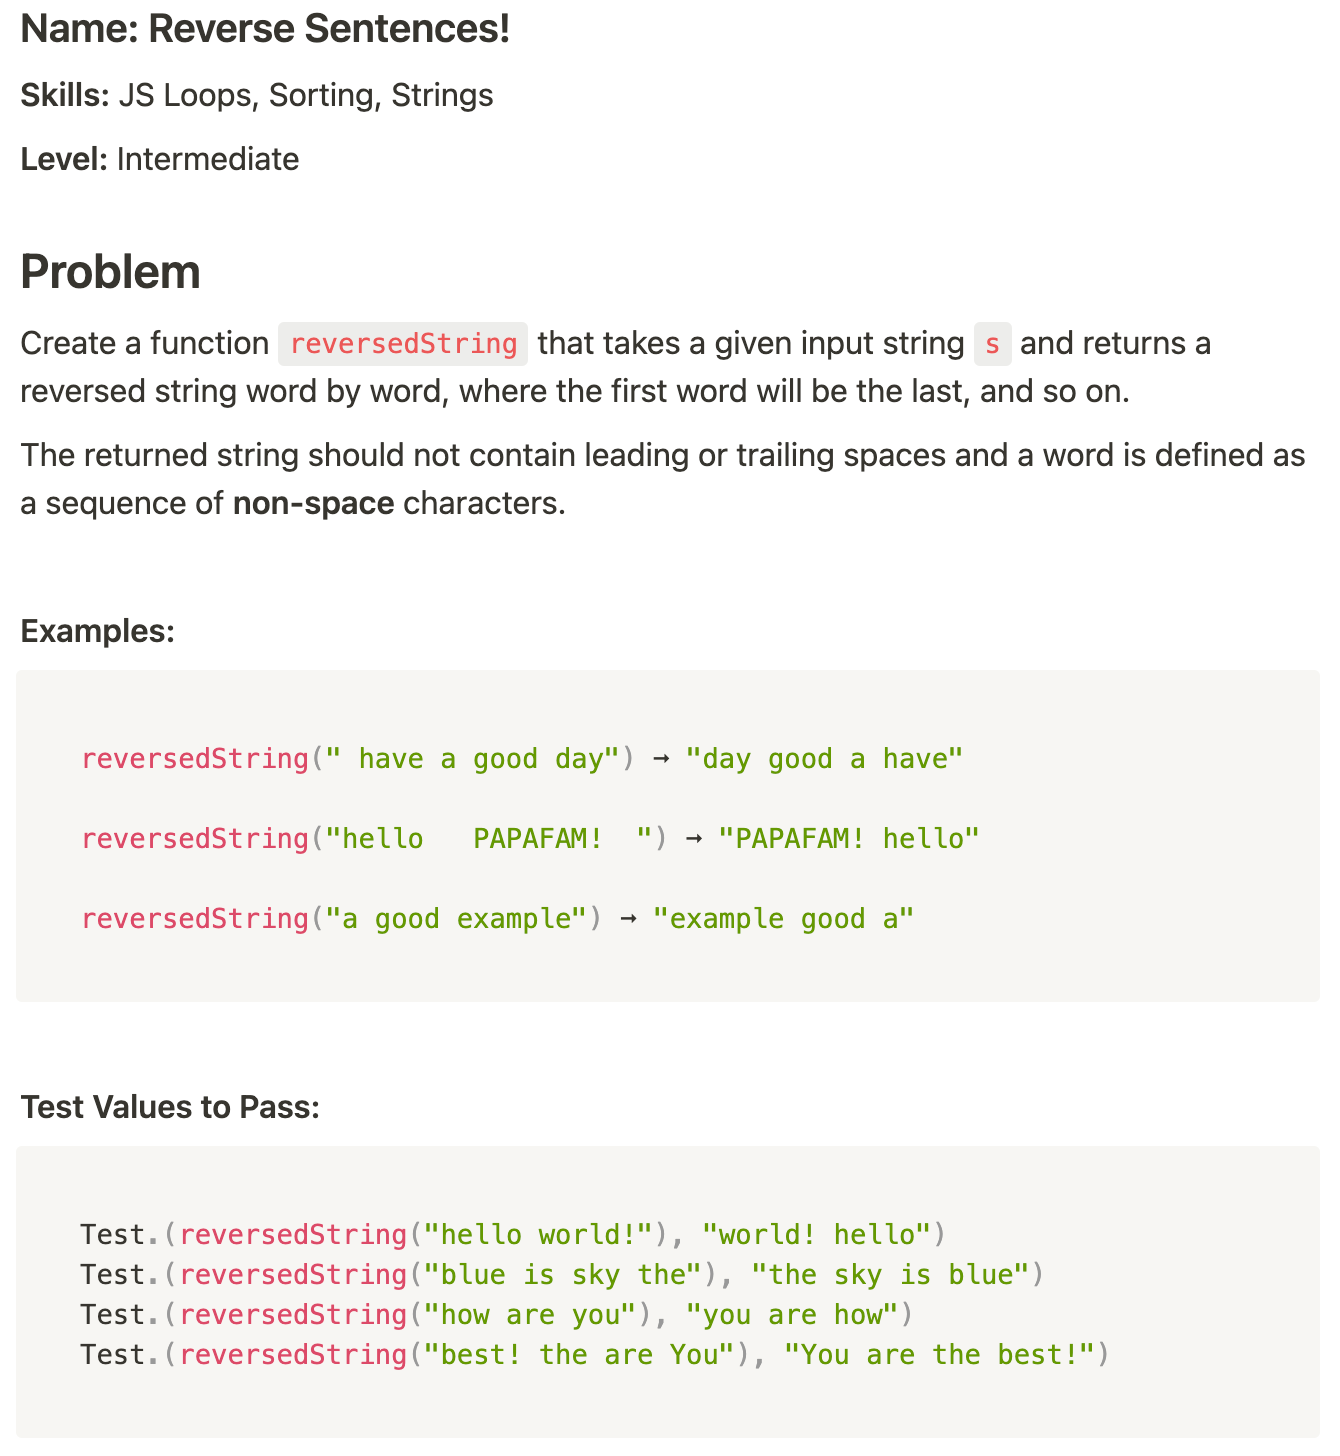 Name: Reverse Sentences!
Skills: JS Loops, Sorting, Strings
Level: Intermediate
Problem
Create a function reversedString that takes a given input string s and returns a
reversed string word by word, where the first word will be the last, and so on.
The returned string should not contain leading or trailing spaces and a word is defined as
a sequence of non-space characters.
Examples:
reversedString(" have a good day") → "day good a have"
reversedString("hello   PAPAFAM!  ") → "PAPAFAM! hello"
reversedString("a good example") → "example good a"
Test Values to Pass:
Test.(reversedString("hello world!"), "world! hello")
Test.(reversedString("blue is sky the"), "the sky is blue")
Test.(reversedString("how are you"), "you are how")
Test.(reversedString("best! the are You"), "You are the best!")